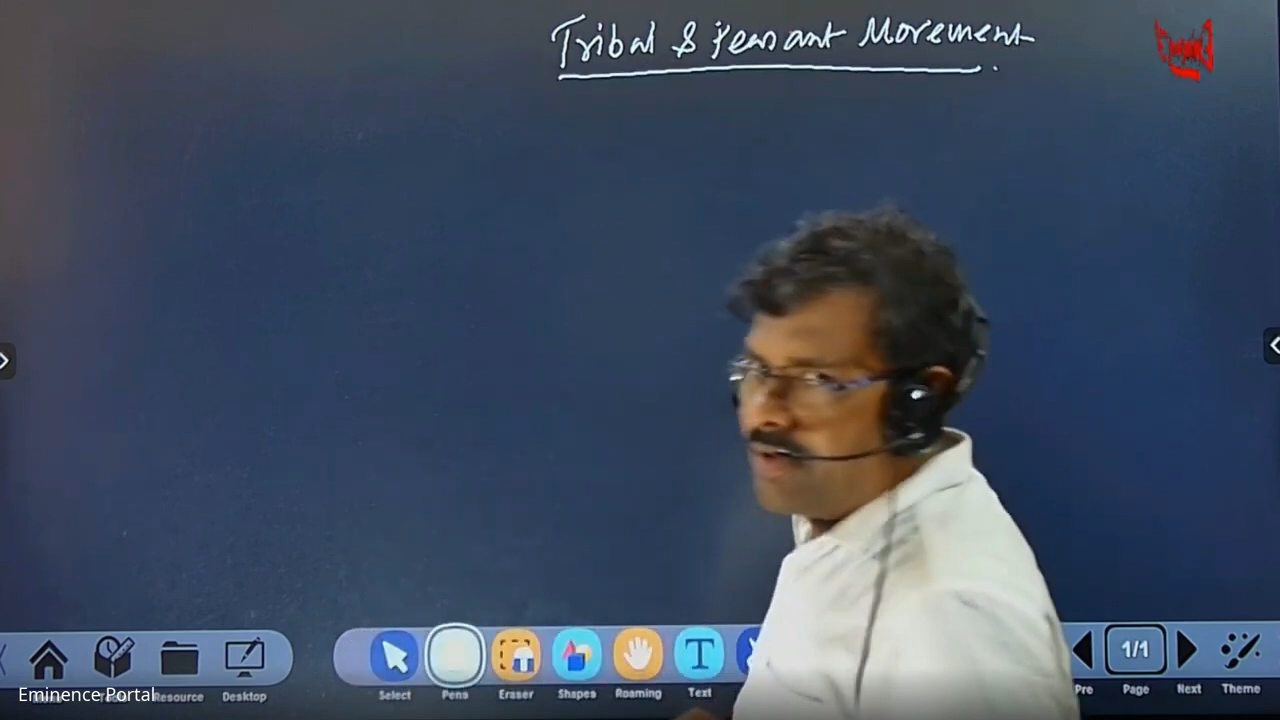 Tribal & Peasant Movement.
Select
Pens
Eraser
Shapes
Roaming
Text
Resource
Desktop
1/1
Pre
Page
Next
Theme
Eminence Portal